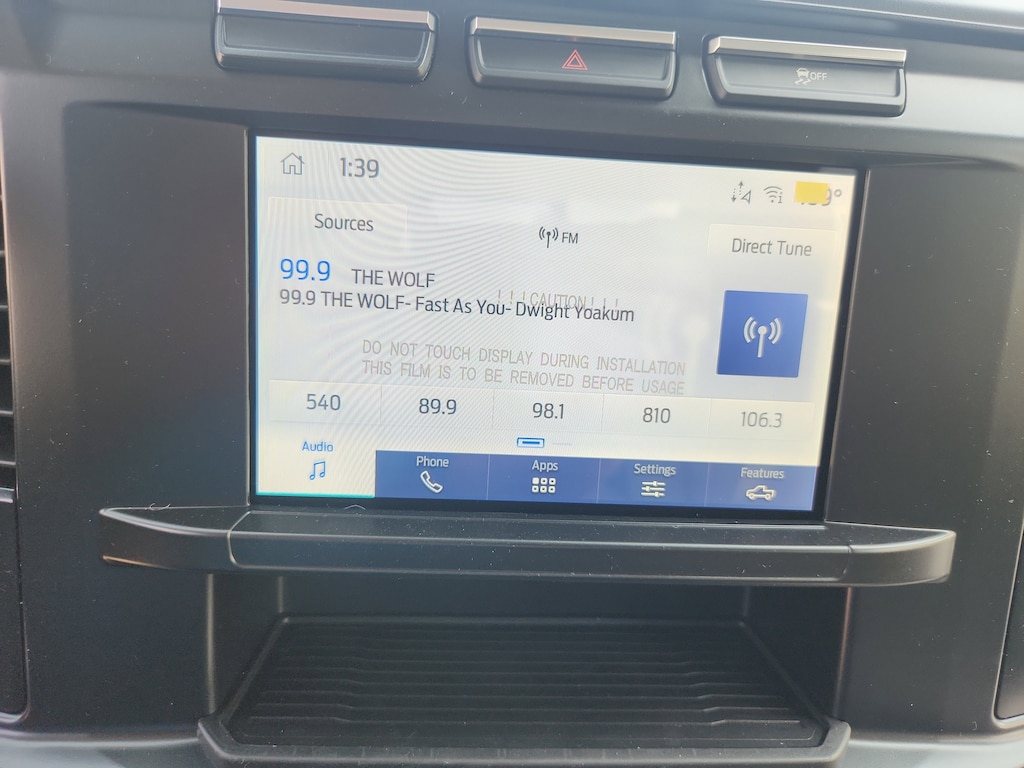 OFF
1:39
Sources
FM
Direct Tune
99.9 THE WOLF
! ! ! CAUTION ! ! !
99.9 THE WOLF- Fast As You- Dwight Yoakum
DO NOT TOUCH DISPLAY DURING INSTALLATION
THIS FILM IS TO BE REMOVED BEFORE USAGE
540 89.9 98.1 810 106.3
Audio Phone Apps Settings Features